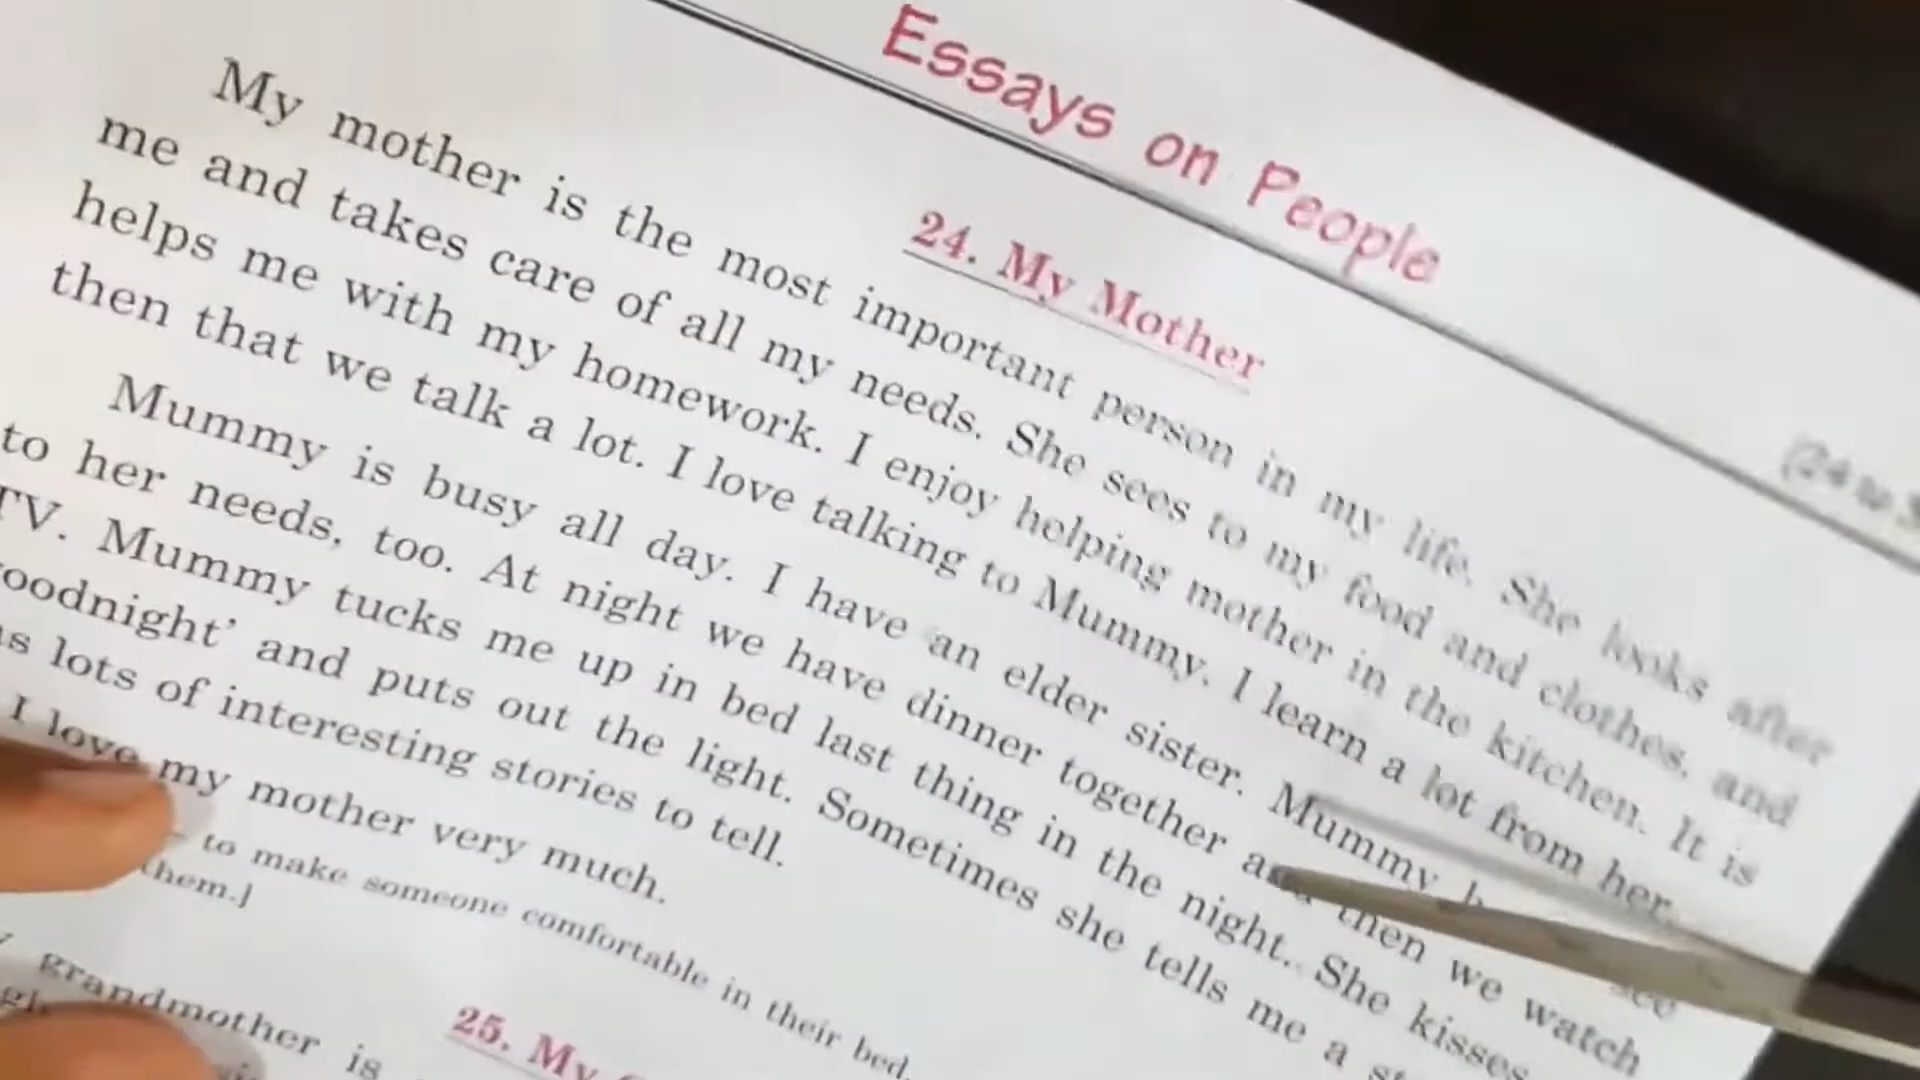 Essays on People
(24 to
24. My Mother
My mother is the most important person in my life. She looks after
me and takes care of all my needs. She sees to my food and clothes, and
helps me with my homework. I enjoy helping mother in the kitchen. It is
then that we talk a lot. I love talking to Mummy. I learn a lot from her.
Mummy is busy all day. I have an elder sister. Mummy see
to her needs, too. At night we have dinner together and then we watch
TV. Mummy tucks me up in bed last thing in the night. She kisses
oodnight' and puts out the light. Sometimes she tells me a
lots of interesting stories to tell.
I love my mother very much.
to make someone comfortable in their bed.
them.]
25. My
grandmother is